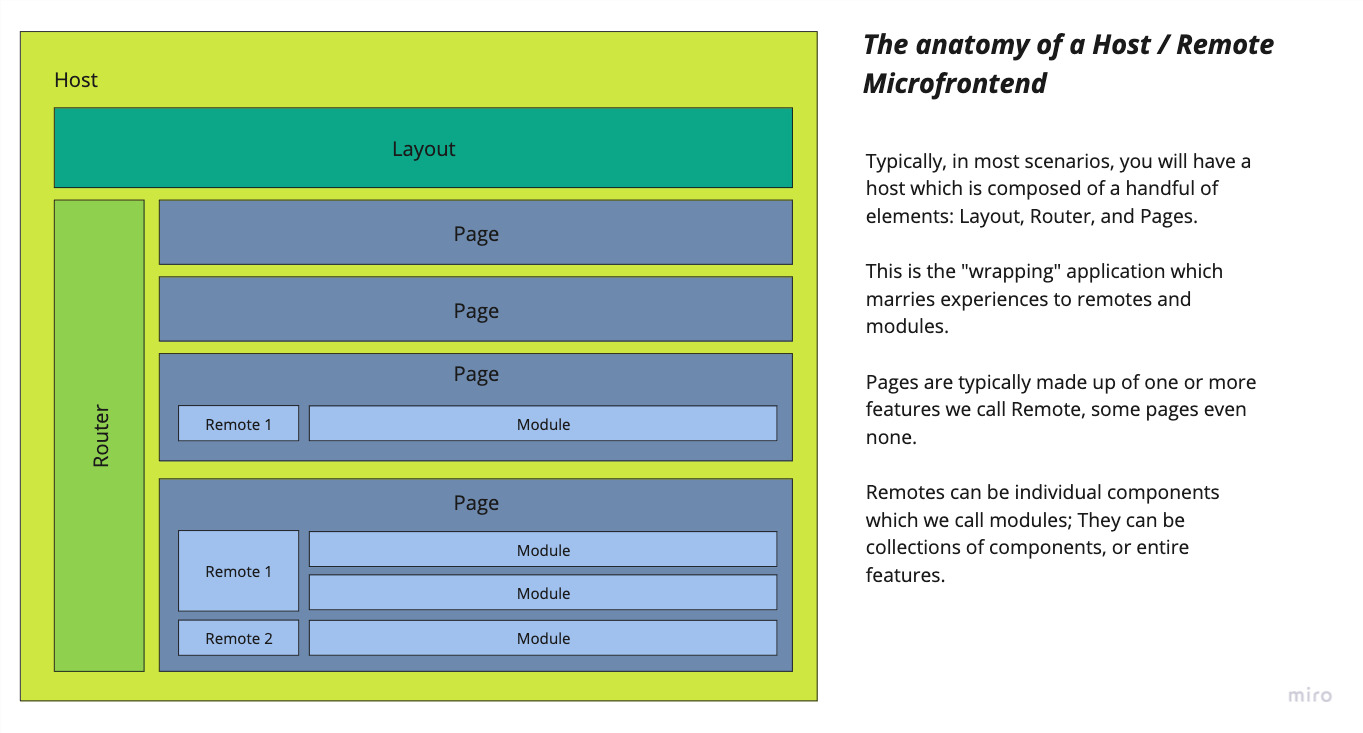 Host
Layout
Router
Page
Page
Page
Remote 1
Module
Page
Remote 1
Module
Module
Remote 2
Module
The anatomy of a Host / Remote
Microfrontend
Typically, in most scenarios, you will have a
host which is composed of a handful of
elements: Layout, Router, and Pages.
This is the "wrapping" application which
marries experiences to remotes and
modules.
Pages are typically made up of one or more
features we call Remote, some pages even
none.
Remotes can be individual components
which we call modules; They can be
collections of components, or entire
features.
miro